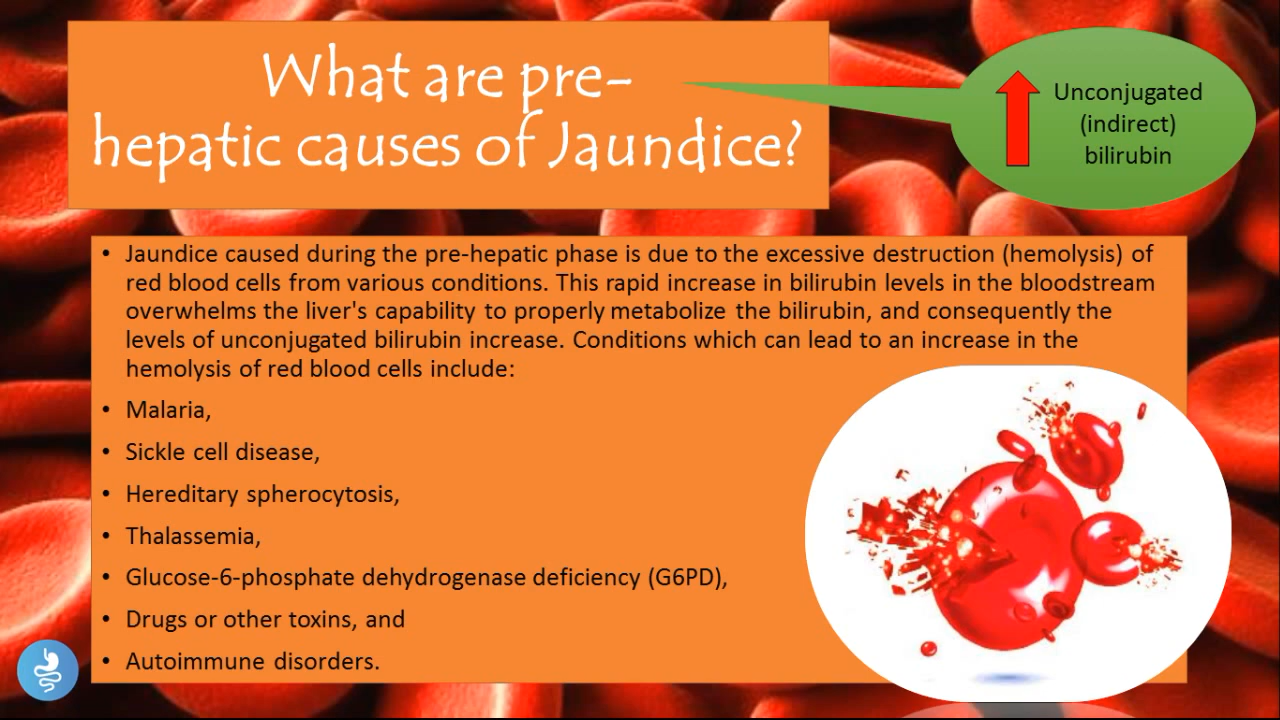 What are pre-
hepatic causes of Jaundice?
Unconjugated
(indirect)
bilirubin
• Jaundice caused during the pre-hepatic phase is due to the excessive destruction (hemolysis) of
red blood cells from various conditions. This rapid increase in bilirubin levels in the bloodstream
overwhelms the liver's capability to properly metabolize the bilirubin, and consequently the
levels of unconjugated bilirubin increase. Conditions which can lead to an increase in the
hemolysis of red blood cells include:
• Malaria,
• Sickle cell disease,
• Hereditary spherocytosis,
• Thalassemia,
• Glucose-6-phosphate dehydrogenase deficiency (G6PD),
• Drugs or other toxins, and
• Autoimmune disorders.